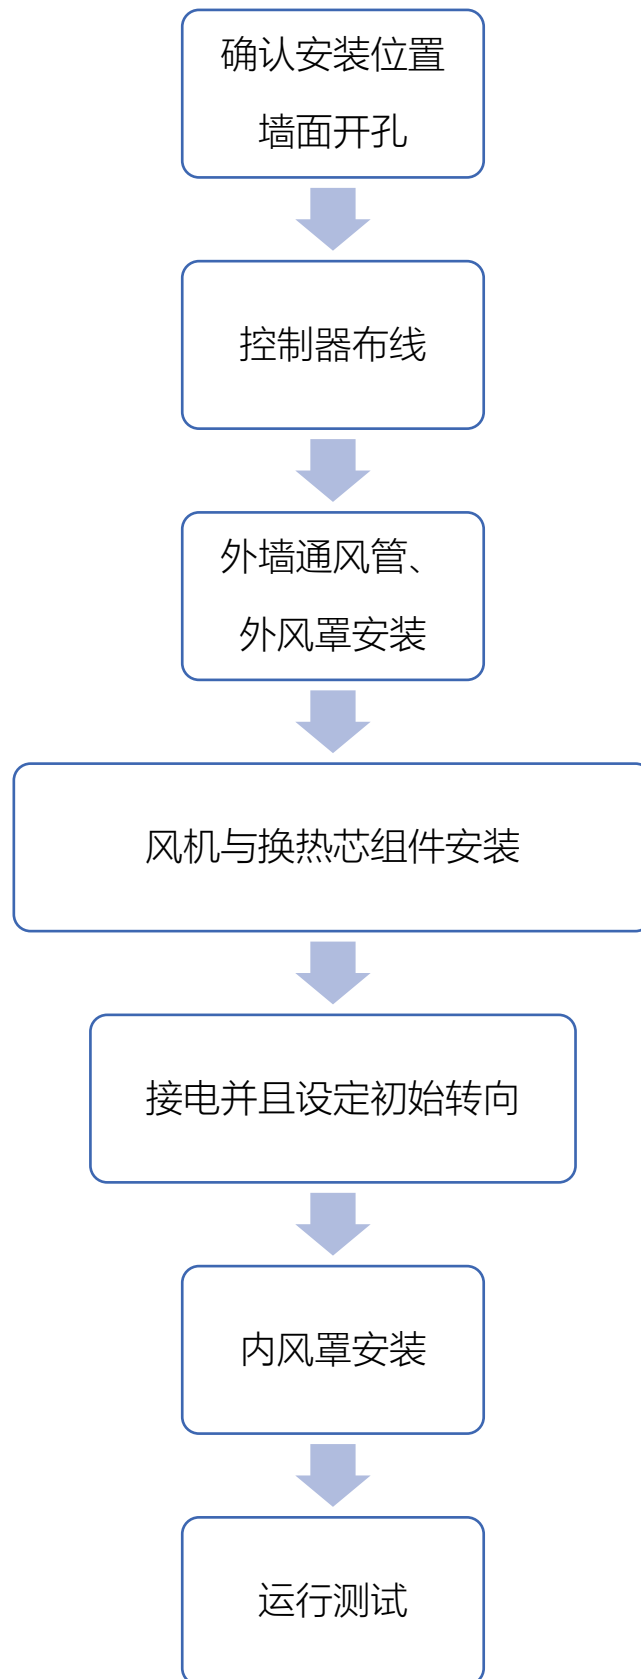 确认安装位置
墙面开孔
控制器布线
外墙通风管、
外风罩安装
风机与换热芯组件安装
接电并且设定初始转向
内风罩安装
运行测试